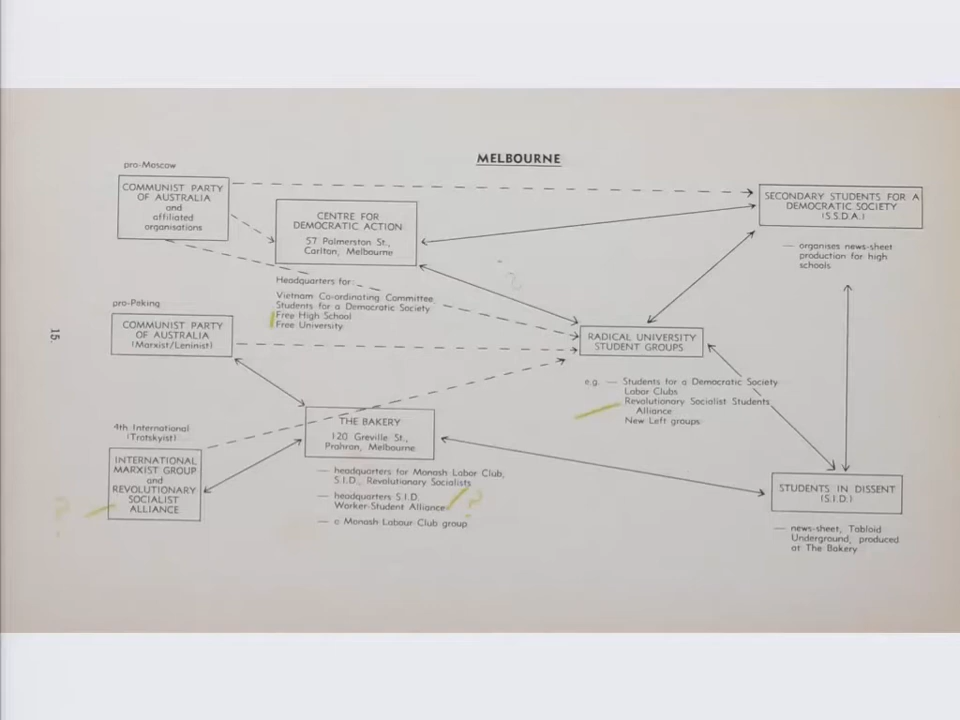 MELBOURNE
pro-Moscow
COMMUNIST PARTY
OF AUSTRALIA
and
affiliated
organisations
CENTRE FOR
DEMOCRATIC ACTION
57 Palmerston St.,
Carlton, Melbourne
Headquarters for:
Vietnam Co-ordinating Committee
Students for a Democratic Society
Free High School
Free University
SECONDARY STUDENTS FOR A
DEMOCRATIC SOCIETY
(S.S.D.A.)
— organises news-sheet
production for high
schools.
pro-Peking
COMMUNIST PARTY
OF AUSTRALIA
(Marxist/Leninist)
RADICAL UNIVERSITY
STUDENT GROUPS
e.g. — Students for a Democratic Society
Labor Clubs
Revolutionary Socialist Students
Alliance
New Left groups
4th International
(Trotskyist)
INTERNATIONAL
MARXIST GROUP
and
REVOLUTIONARY
SOCIALIST
ALLIANCE
?
THE BAKERY
120 Greville St.,
Prahran, Melbourne
— headquarters for Monash Labor Club,
S.I.D., Revolutionary Socialists
— headquarters S.I.D.
Worker-Student Alliance
?
— a Monash Labour Club group
STUDENTS IN DISSENT
(S.I.D.)
— news-sheet, Tabloid
Underground, produced
at The Bakery
15.